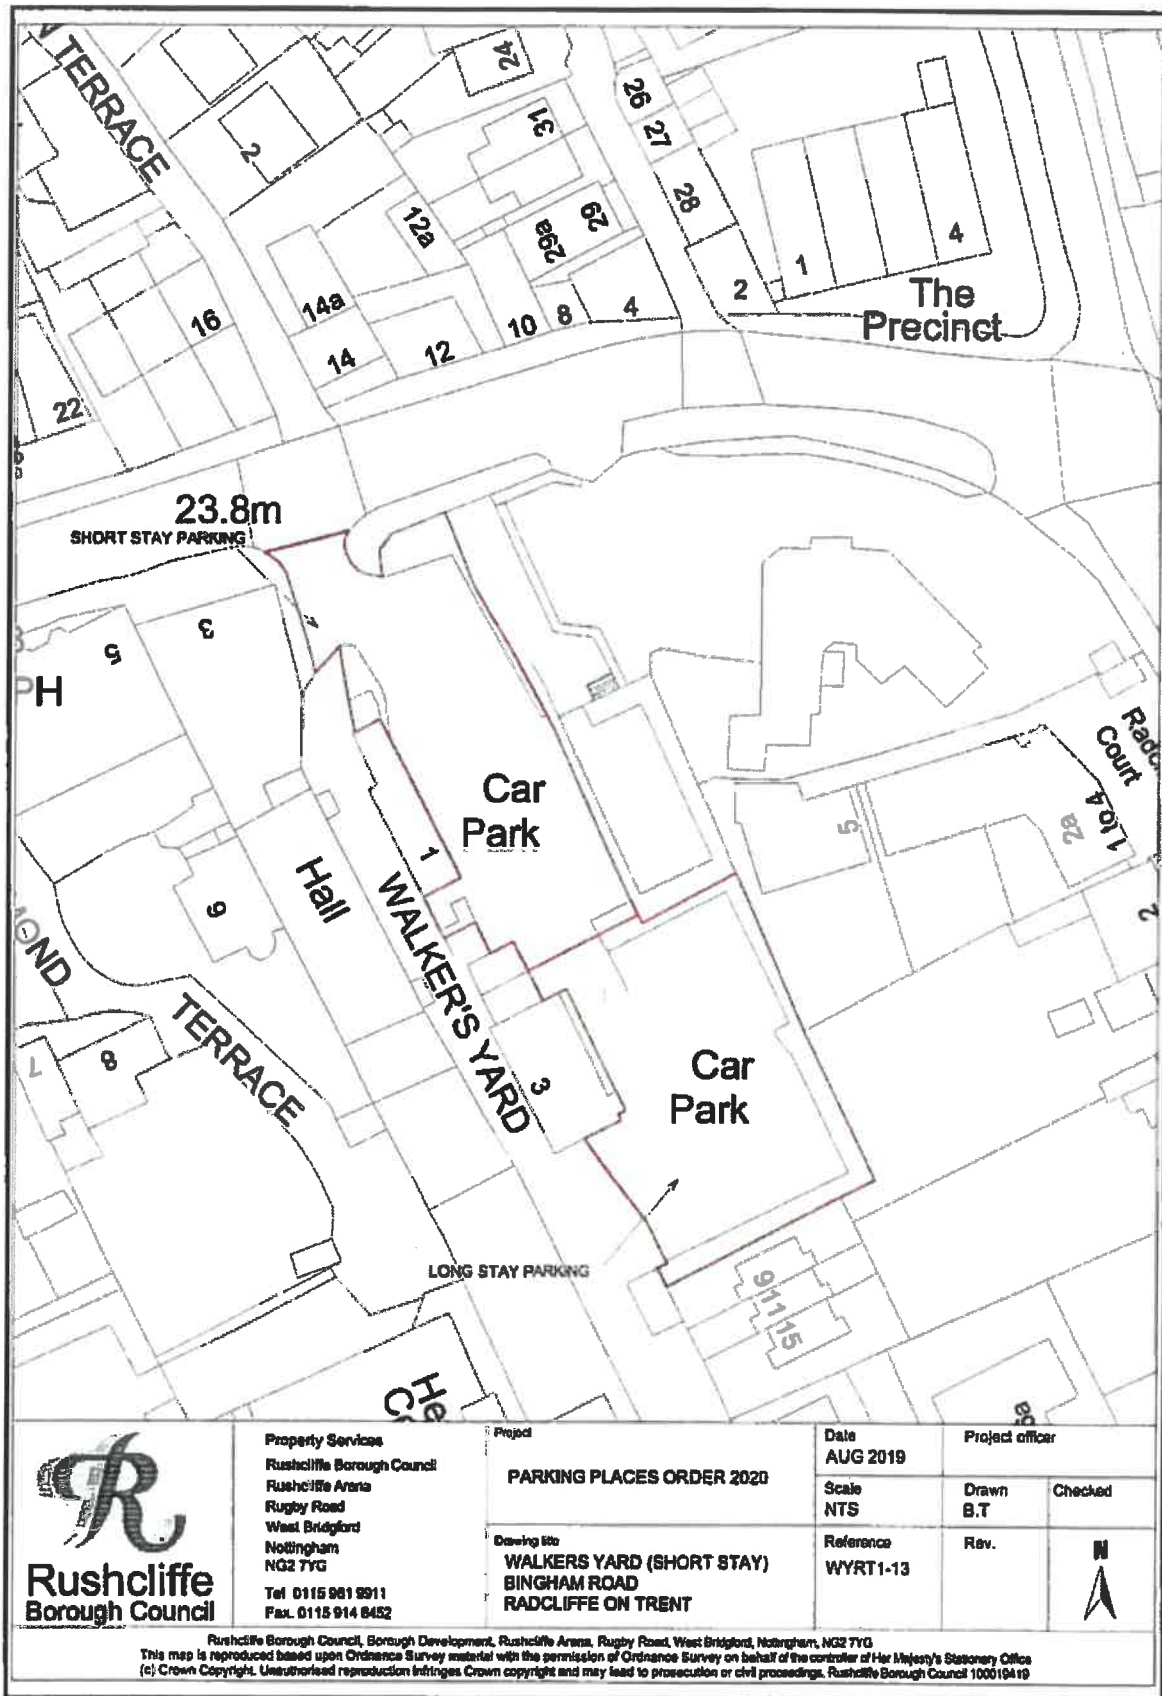 TERRACE
24
26
31
27
2
28
12a
29
29a
4
1
2
The
Precinct
14a
16
10
8
4
14
12
22
23.8m
SHORT STAY PARKING
3
5
PH
Radc
Court
1 to 4
Car
Park
5
2a
1
Hall
WALKER'S YARD
9
2
OND
TERRACE
Car
Park
8
7
3
LONG STAY PARKING
9
11
15
He
Property Services
Rushcliffe Borough Council
Rushcliffe Arena
Rugby Road
West Bridgford
Nottingham
NG2 7YG
Tel 0115 981 9911
Fax. 0115 914 8452
Rushcliffe
Borough Council
Project
PARKING PLACES ORDER 2020
Drawing title
WALKERS YARD (SHORT STAY)
BINGHAM ROAD
RADCLIFFE ON TRENT
Date
AUG 2019
Project officer
Scale
NTS
Drawn
B.T
Checked
Reference
WYRT1-13
Rev.
N
Rushcliffe Borough Council, Borough Development, Rushcliffe Arena, Rugby Road, West Bridgford, Nottingham, NG2 7YG
This map is reproduced based upon Ordnance Survey material with the permission of Ordnance Survey on behalf of the controller of Her Majesty's Stationery Office
(c) Crown Copyright. Unauthorised reproduction infringes Crown copyright and may lead to prosecution or civil proceedings. Rushcliffe Borough Council 100019419